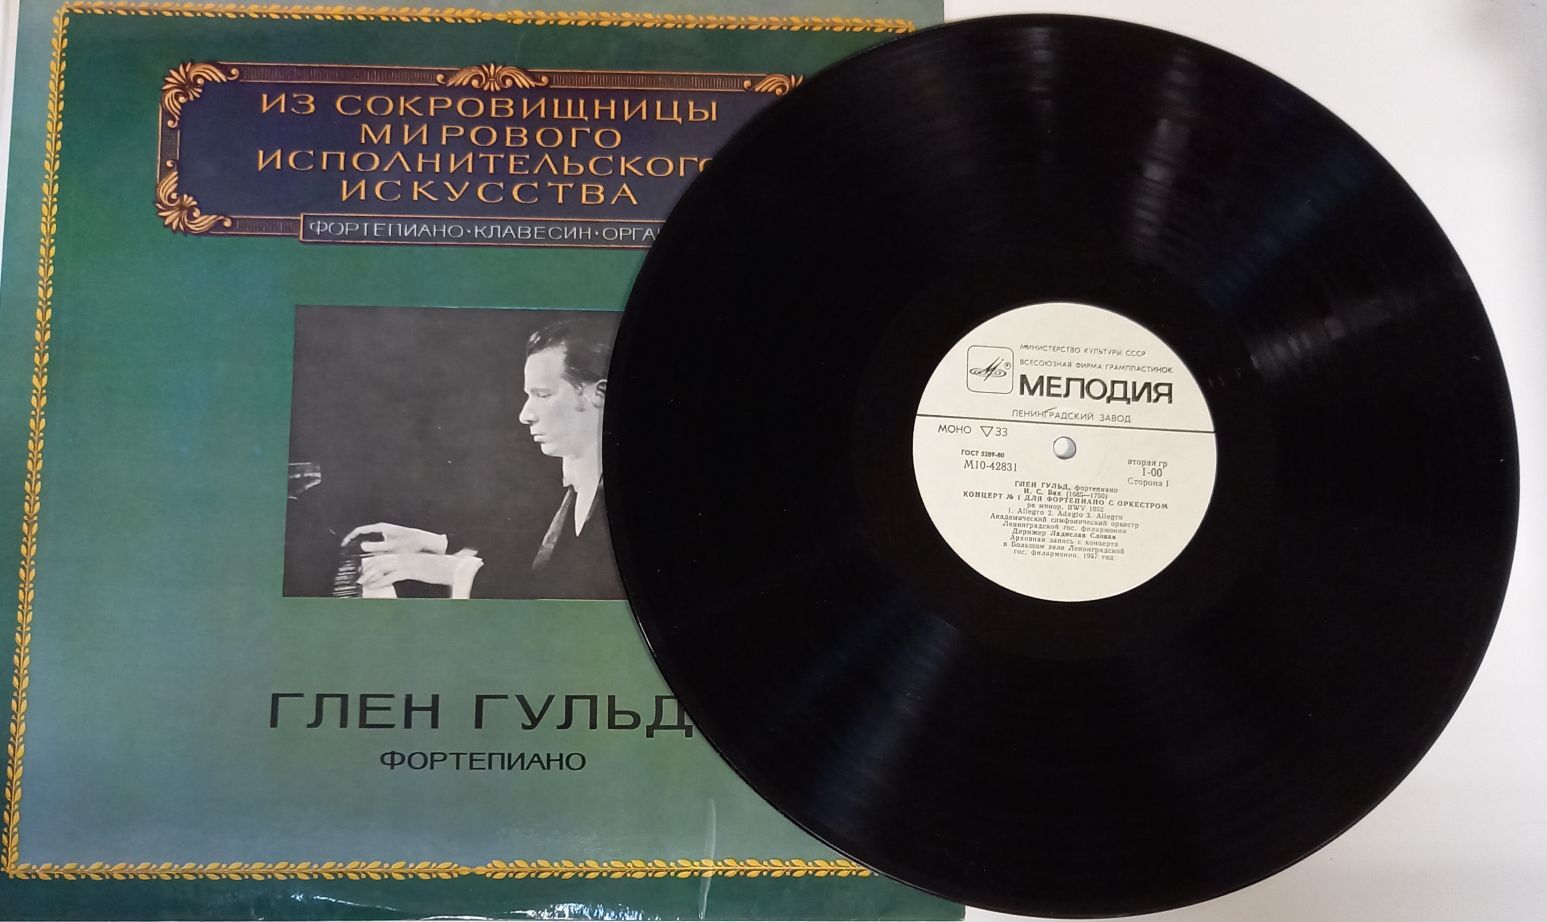 ИЗ СОКРОВИЩНИЦЫ
МИРОВОГО
ИСПОЛНИТЕЛЬСКОГО
ИСКУССТВА
ФОРТЕПИАНО·КЛАВЕСИН·ОРГАН
ГЛЕН ГУЛЬД
ФОРТЕПИАНО
МИНИСТЕРСТВО КУЛЬТУРЫ СССР
ВСЕСОЮЗНАЯ ФИРМА ГРАМПЛАСТИНОК
МЕЛОДИЯ
ЛЕНИНГРАДСКИЙ ЗАВОД
МОНО ▽33
ГОСТ 5289-80
М10-42831
вторая гр
1-00
Сторона 1
ГЛЕН ГУЛЬД, фортепиано
И. С. Бах (1685—1750)
КОНЦЕРТ № 1 ДЛЯ ФОРТЕПИАНО С ОРКЕСТРОМ
ре минор, BWV 1052
1. Allegro 2. Adagio 3. Allegro
Академический симфонический оркестр
Ленинградской гос. филармонии
Дирижер Ладислав Словак
Архивная запись с концерта
в Большом зале Ленинградской
гос. филармонии, 1957 год